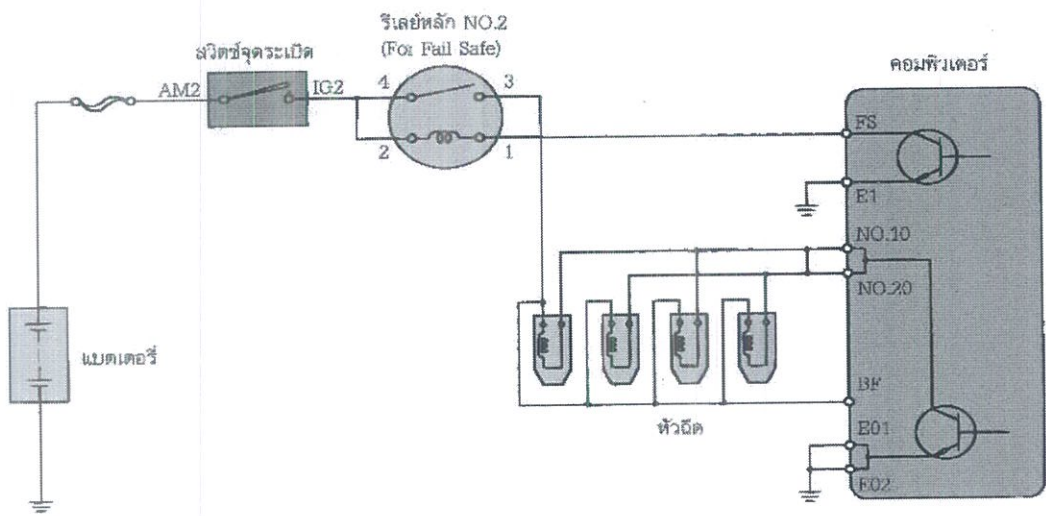 รีเลย์หลัก NO.2
(For Fail Safe)
สวิตช์จุดระเบิด
คอมพิวเตอร์
AM2
IG2
4
3
2
1
FS
E1
NO.10
NO.20
แบตเตอรี่
BF
หัวฉีด
E01
E02